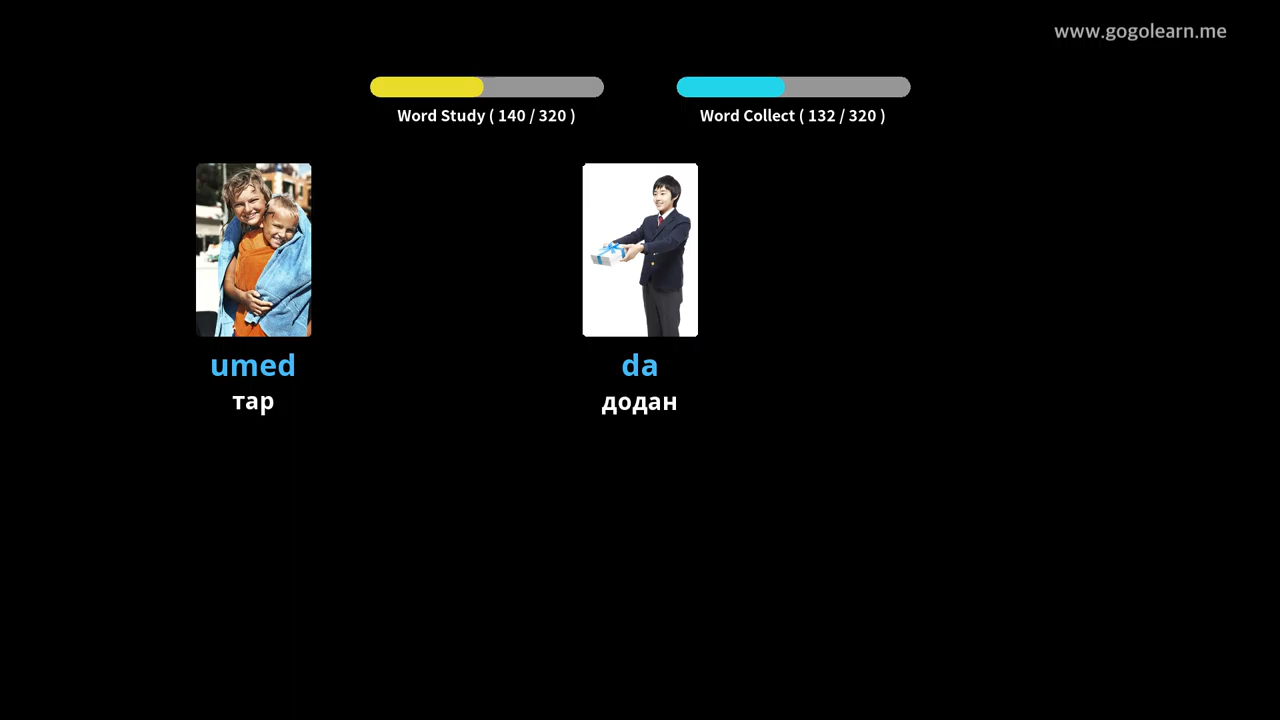 www.gogolearn.me
Word Study ( 140 / 320 )
Word Collect ( 132 / 320 )
umed
тар
da
додан